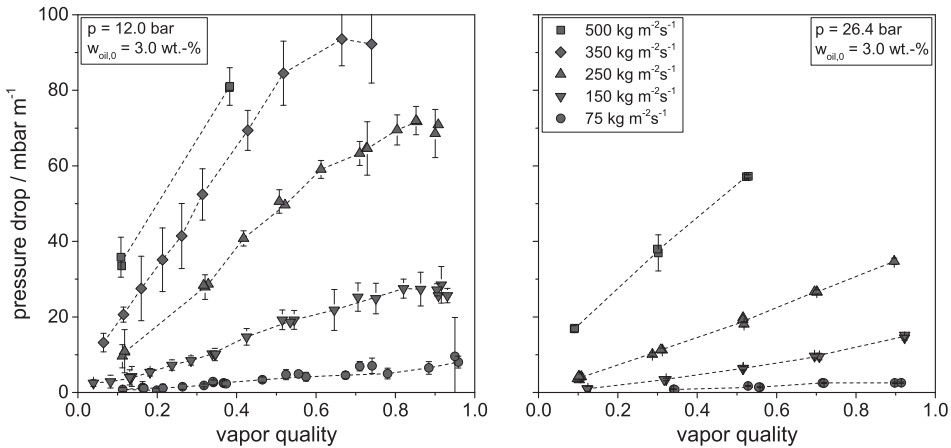 p = 12.0 bar
w_oil,0 = 3.0 wt.-%
pressure drop / mbar m⁻¹
100
80
60
40
20
0
0.0 0.2 0.4 0.6 0.8 1.0
vapor quality
500 kg m⁻²s⁻¹
350 kg m⁻²s⁻¹
250 kg m⁻²s⁻¹
150 kg m⁻²s⁻¹
75 kg m⁻²s⁻¹
p = 26.4 bar
w_oil,0 = 3.0 wt.-%
0.0 0.2 0.4 0.6 0.8 1.0
vapor quality